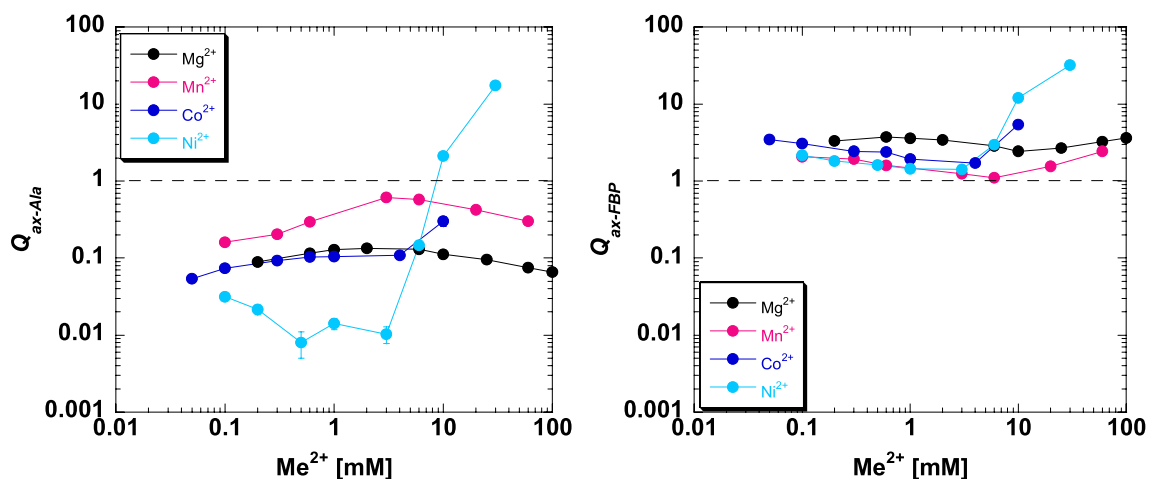 100
10
1
0.1
0.01
0.001
Q ax-Ala
Mg2+
Mn2+
Co2+
Ni2+
0.01 0.1 1 10 100
Me2+ [mM]
100
10
1
0.1
0.01
0.001
Q ax-FBP
Mg2+
Mn2+
Co2+
Ni2+
0.01 0.1 1 10 100
Me2+ [mM]